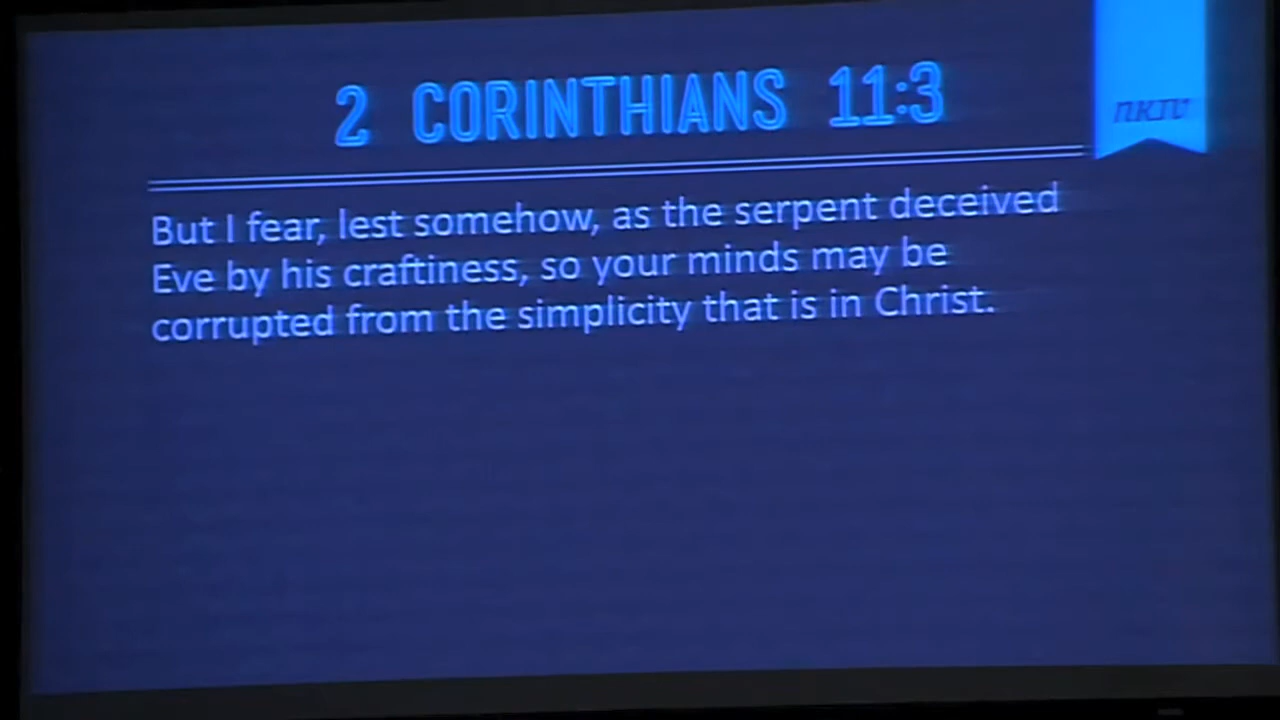 2 CORINTHIANS 11:3
NKJV
But I fear, lest somehow, as the serpent deceived
Eve by his craftiness, so your minds may be
corrupted from the simplicity that is in Christ.